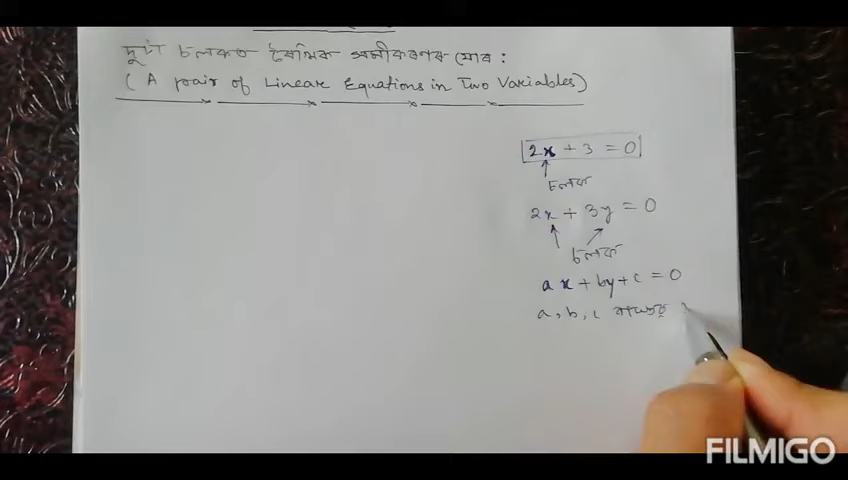 দুটা চলকত ৰৈখিক সমীকৰণৰ যোৰ :
( A pair of Linear Equations in Two Variables )
2x + 3 = 0
চলক
2x + 3y = 0
চলক
ax + by + c = 0
a, b, c বাস্তৱ
FILMIGO